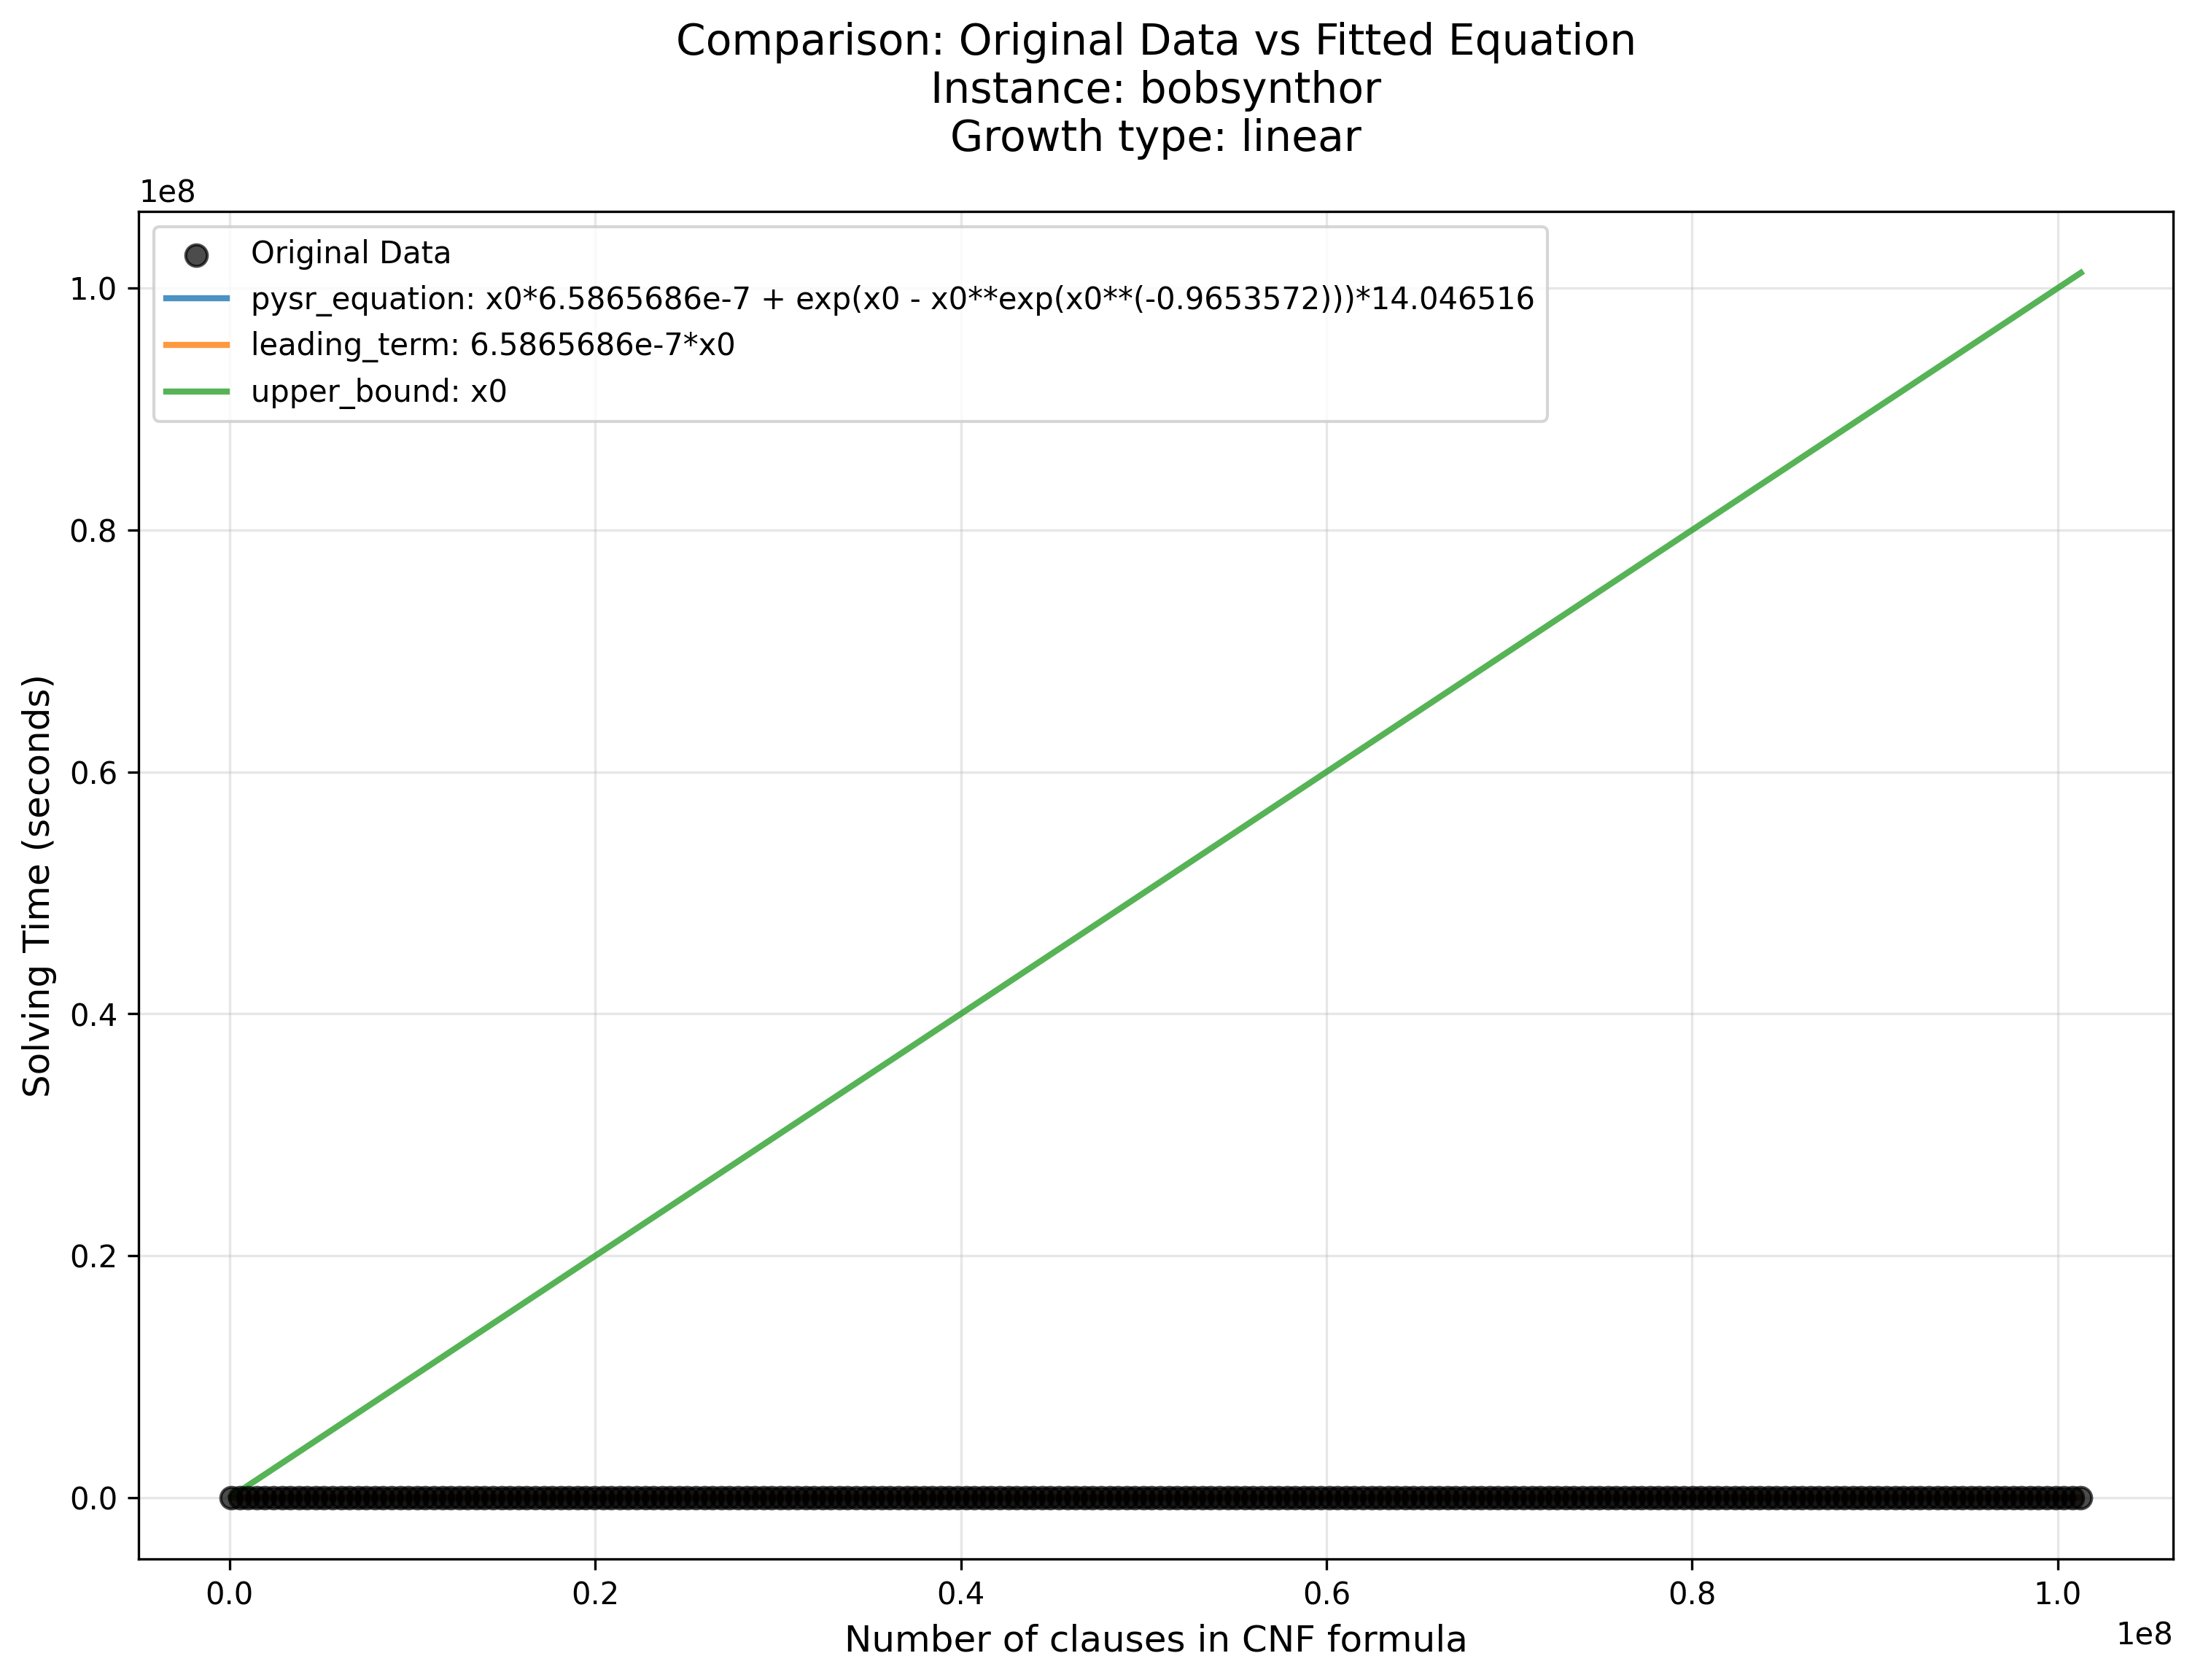 Comparison: Original Data vs Fitted Equation
Instance: bobsynthor
Growth type: linear
1e8
Original Data
pysr_equation: x0*6.5865686e-7 + exp(x0 - x0**exp(x0**(-0.9653572)))*14.046516
leading_term: 6.5865686e-7*x0
upper_bound: x0
1.0
0.8
0.6
0.4
0.2
0.0
Solving Time (seconds)
0.0
0.2
0.4
0.6
0.8
1.0
1e8
Number of clauses in CNF formula